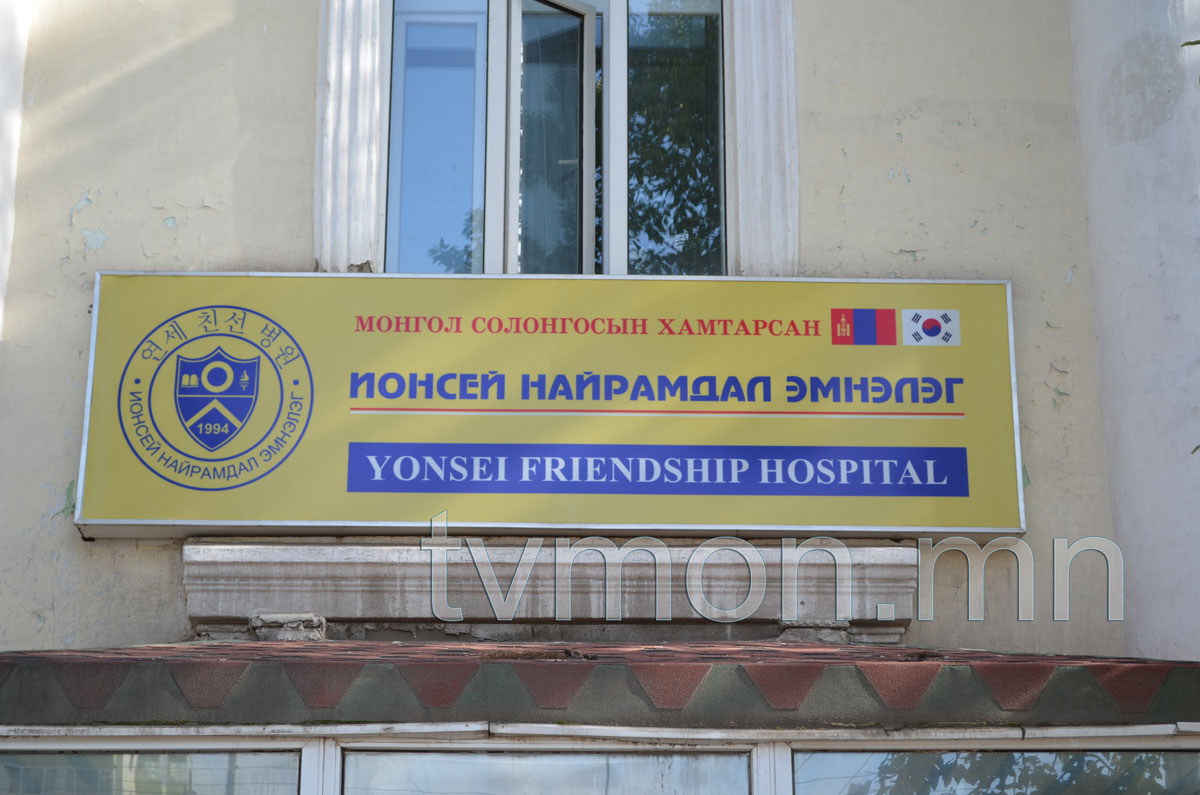 연세 친선 병원
ИОНСЕЙ НАЙРАМДАЛ ЭМНЭЛЭГ
1994
МОНГОЛ СОЛОНГОСЫН ХАМТАРСАН
ИОНСЕЙ НАЙРАМДАЛ ЭМНЭЛЭГ
YONSEI FRIENDSHIP HOSPITAL
tvmon.mn